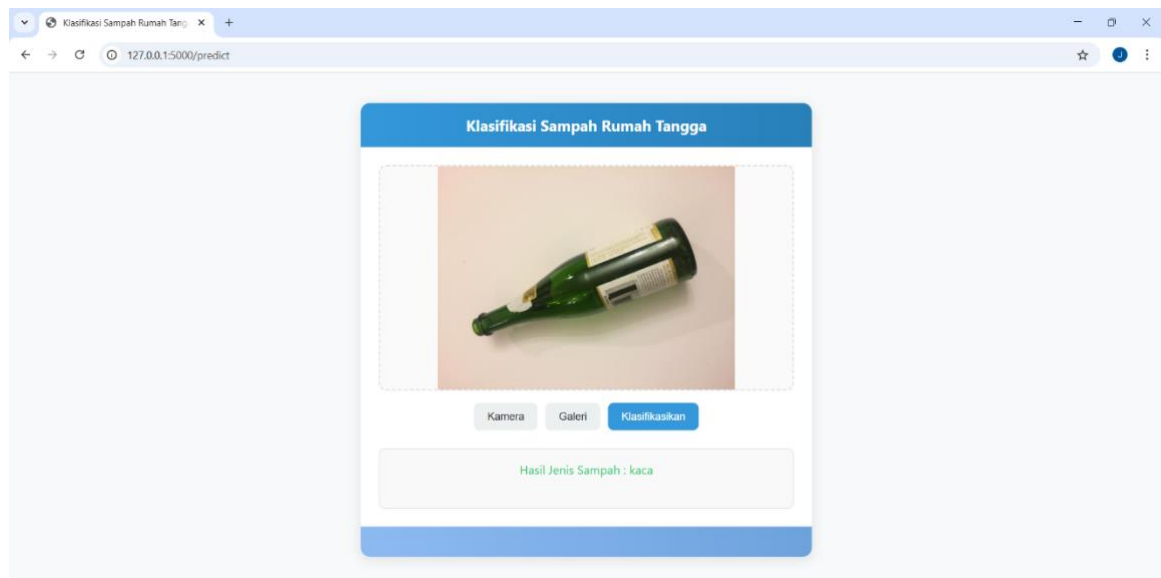 Klasifikasi Sampah Rumah Tang
127.0.0.1:5000/predict
J
Klasifikasi Sampah Rumah Tangga
Kamera
Galeri
Klasifikasikan
Hasil Jenis Sampah : kaca